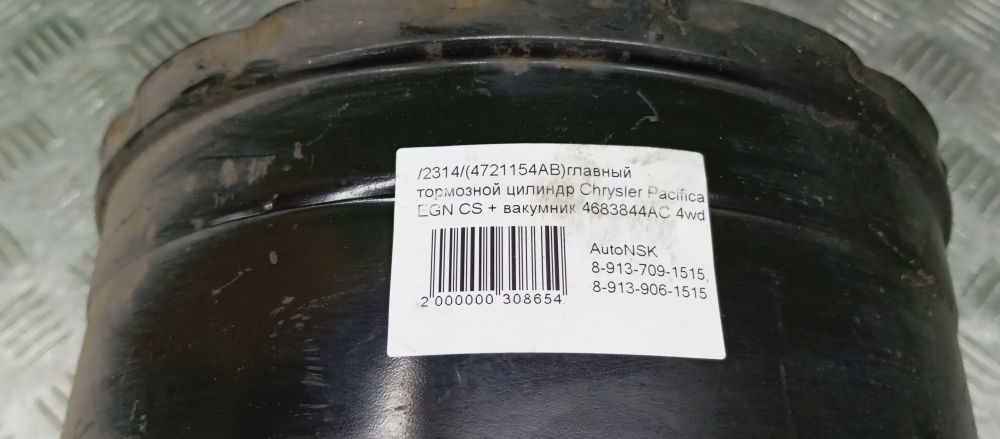 /2314/(4721154AB)главный
тормозной цилиндр Chrysler Pacifica
EGN CS + вакумник 4683844AC 4wd
AutoNSK
8-913-709-1515,
8-913-906-1515
2 000000 308654